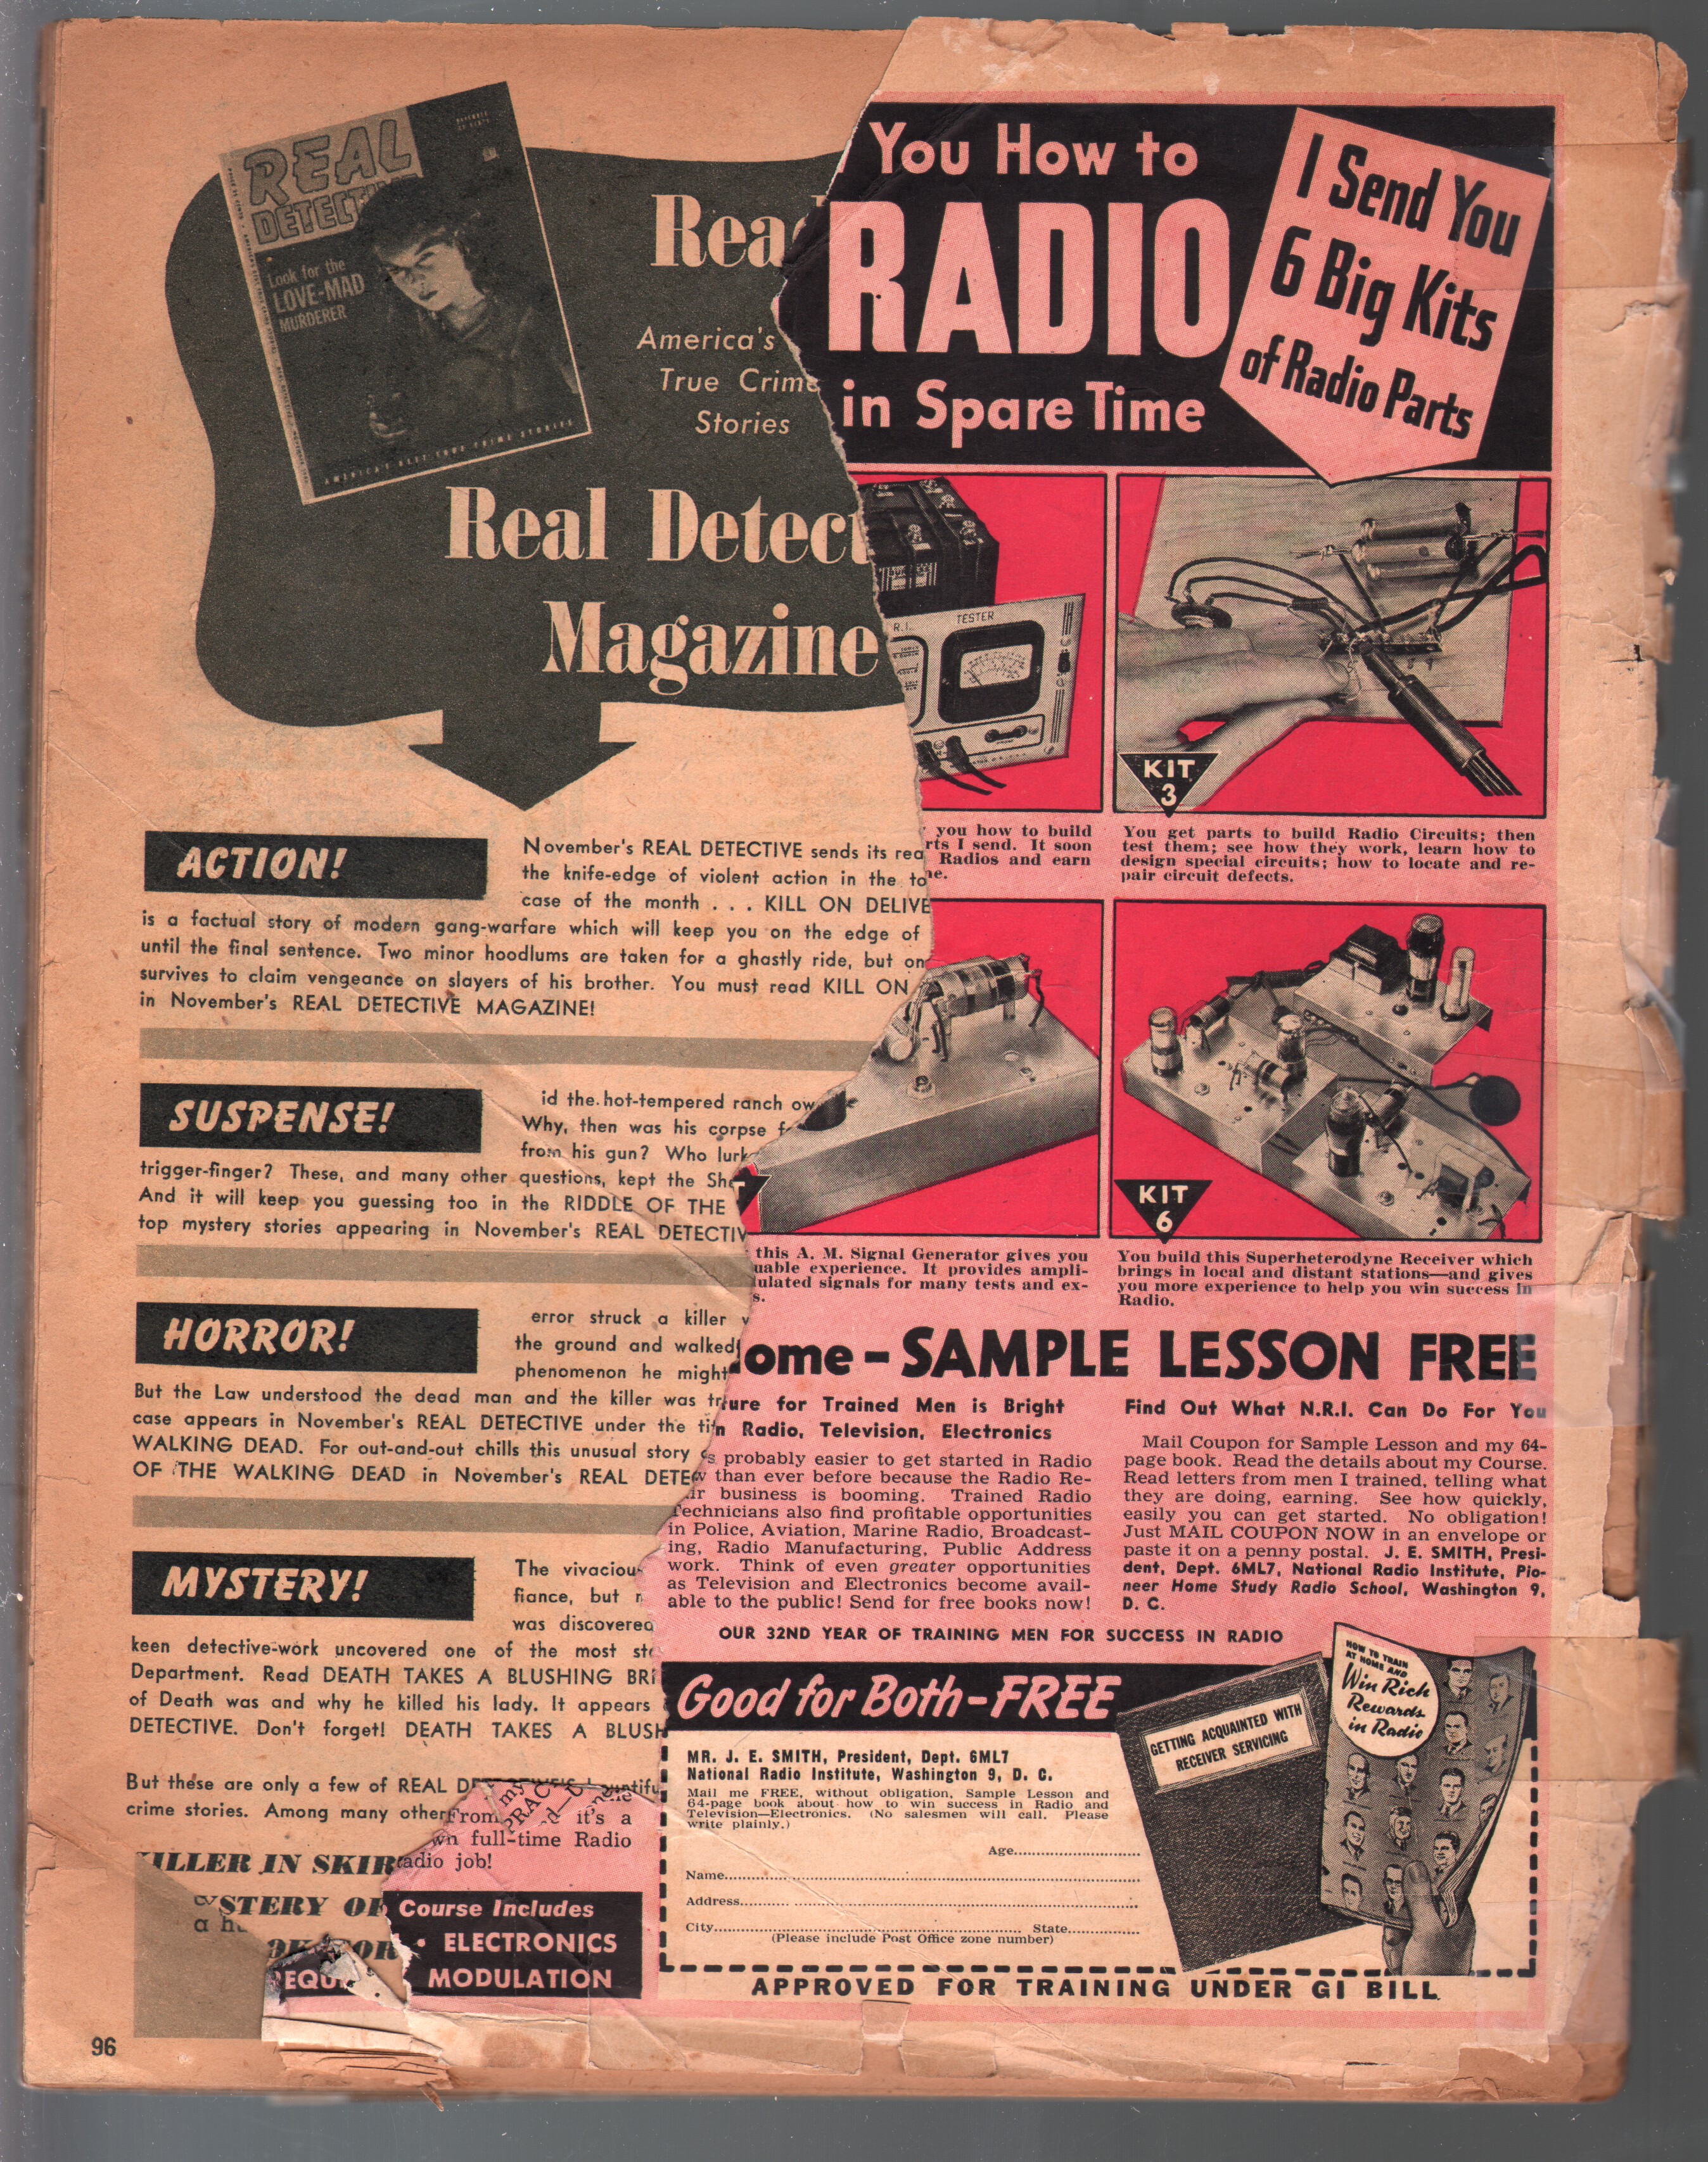 REAL
DETECTIVE
Look for the
LOVE-MAD
MURDERER
AMERICA'S BEST TRUE CRIME STORIES
Read
America's
True Crime
Stories
Real Detect
Magazine
ACTION!
November's REAL DETECTIVE sends its rea
the knife-edge of violent action in the to
case of the month . . . KILL ON DELIVE
is a factual story of modern gang-warfare which will keep you on the edge of
until the final sentence. Two minor hoodlums are taken for a ghastly ride, but on
survives to claim vengeance on slayers of his brother. You must read KILL ON
in November's REAL DETECTIVE MAGAZINE!
SUSPENSE!
id the hot-tempered ranch ow
Why, then was his corpse f
from his gun? Who lurk
trigger-finger? These, and many other questions, kept the She
And it will keep you guessing too in the RIDDLE OF THE
top mystery stories appearing in November's REAL DETECTIV
HORROR!
error struck a killer w
the ground and walked
phenomenon he might
But the Law understood the dead man and the killer was tr
case appears in November's REAL DETECTIVE under the tit
WALKING DEAD. For out-and-out chills this unusual story
OF THE WALKING DEAD in November's REAL DETE
MYSTERY!
The vivaciou
fiance, but n
was discovered
keen detective-work uncovered one of the most st
Department. Read DEATH TAKES A BLUSHING BRI
of Death was and why he killed his lady. It appears
DETECTIVE. Don't forget! DEATH TAKES A BLUSH
But these are only a few of REAL D
crime stories. Among many other
KILLER IN SKIR
YSTERY OF
96
You How to
RADIO
in Spare Time
I Send You
6 Big Kits
of Radio Parts
R.I. TESTER
KIT
3
you how to build
rts I send. It soon
Radios and earn
ne.
You get parts to build Radio Circuits; then
test them; see how they work, learn how to
design special circuits; how to locate and re-
pair circuit defects.
KIT
6
this A. M. Signal Generator gives you
uable experience. It provides ampli-
ulated signals for many tests and ex-
s.
You build this Superheterodyne Receiver which
brings in local and distant stations—and gives
you more experience to help you win success in
Radio.
ome - SAMPLE LESSON FREE
ure for Trained Men is Bright
n Radio, Television, Electronics
s probably easier to get started in Radio
w than ever before because the Radio Re-
ir business is booming. Trained Radio
Technicians also find profitable opportunities
in Police, Aviation, Marine Radio, Broadcast-
ing, Radio Manufacturing, Public Address
work. Think of even greater opportunities
as Television and Electronics become avail-
able to the public! Send for free books now!
Find Out What N.R.I. Can Do For You
Mail Coupon for Sample Lesson and my 64-
page book. Read the details about my Course.
Read letters from men I trained, telling what
they are doing, earning. See how quickly,
easily you can get started. No obligation!
Just MAIL COUPON NOW in an envelope or
paste it on a penny postal. J. E. SMITH, Presi-
dent, Dept. 6ML7, National Radio Institute, Pio-
neer Home Study Radio School, Washington 9,
D. C.
OUR 32ND YEAR OF TRAINING MEN FOR SUCCESS IN RADIO
Good for Both - FREE
GETTING ACQUAINTED WITH
RECEIVER SERVICING
HOW TO TRAIN
AT HOME AND
Win Rich
Rewards
in Radio
MR. J. E. SMITH, President, Dept. 6ML7
National Radio Institute, Washington 9, D. C.
Mail me FREE, without obligation, Sample Lesson and
64-page book about how to win success in Radio and
Television—Electronics. (No salesmen will call. Please
write plainly.)
Age
Name
Address
City State
(Please include Post Office zone number)
APPROVED FOR TRAINING UNDER GI BILL
my
PRAC
From it's a
wn full-time Radio
adio job!
Course Includes
• ELECTRONICS
MODULATION
REQU